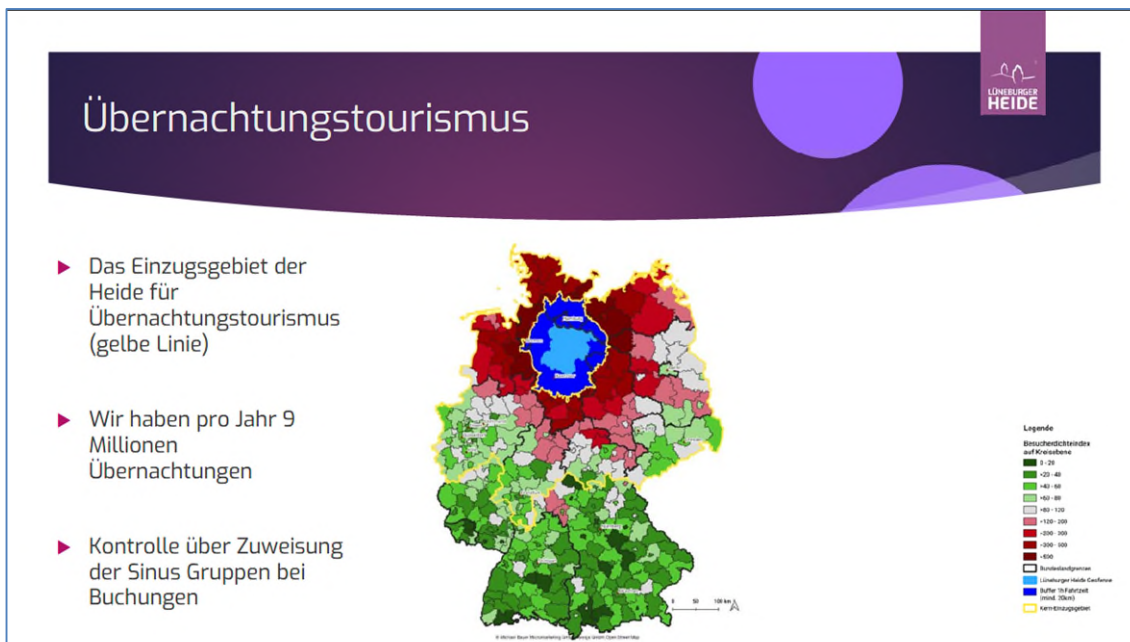 LÜNEBURGER
HEIDE
Übernachtungstourismus
Das Einzugsgebiet der
Heide für
Übernachtungstourismus
(gelbe Linie)
Wir haben pro Jahr 9
Millionen
Übernachtungen
Kontrolle über Zuweisung
der Sinus Gruppen bei
Buchungen
0 50 100 km
Legende
Besucherdichteindex
auf Kreisebene
0 - 20
>20 - 40
>40 - 60
>60 - 80
>80 - 120
>120 - 200
>200 - 300
>300 - 500
>500
Bundeslandgrenzen
Lüneburger Heide Geofence
Buffer 1h Fahrtzeit
(mind. 30km)
Kern-Einzugsgebiet